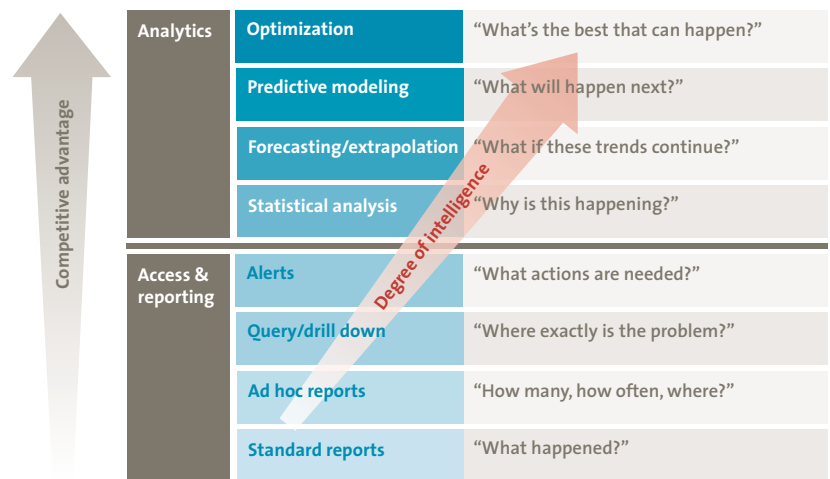 Competitive advantage
Analytics
Optimization
“What’s the best that can happen?”
Predictive modeling
“What will happen next?”
Forecasting/extrapolation
“What if these trends continue?”
Statistical analysis
“Why is this happening?”
Degree of intelligence
Access &
reporting
Alerts
“What actions are needed?”
Query/drill down
“Where exactly is the problem?”
Ad hoc reports
“How many, how often, where?”
Standard reports
“What happened?”